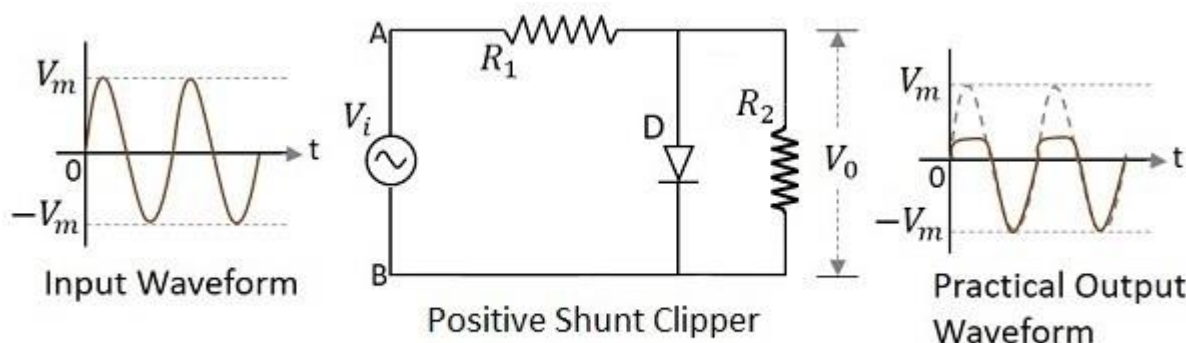 V_m
0
−V_m
t
Input Waveform
A
R_1
V_i
D
R_2
V_0
B
Positive Shunt Clipper
V_m
0
−V_m
t
Practical Output
Waveform